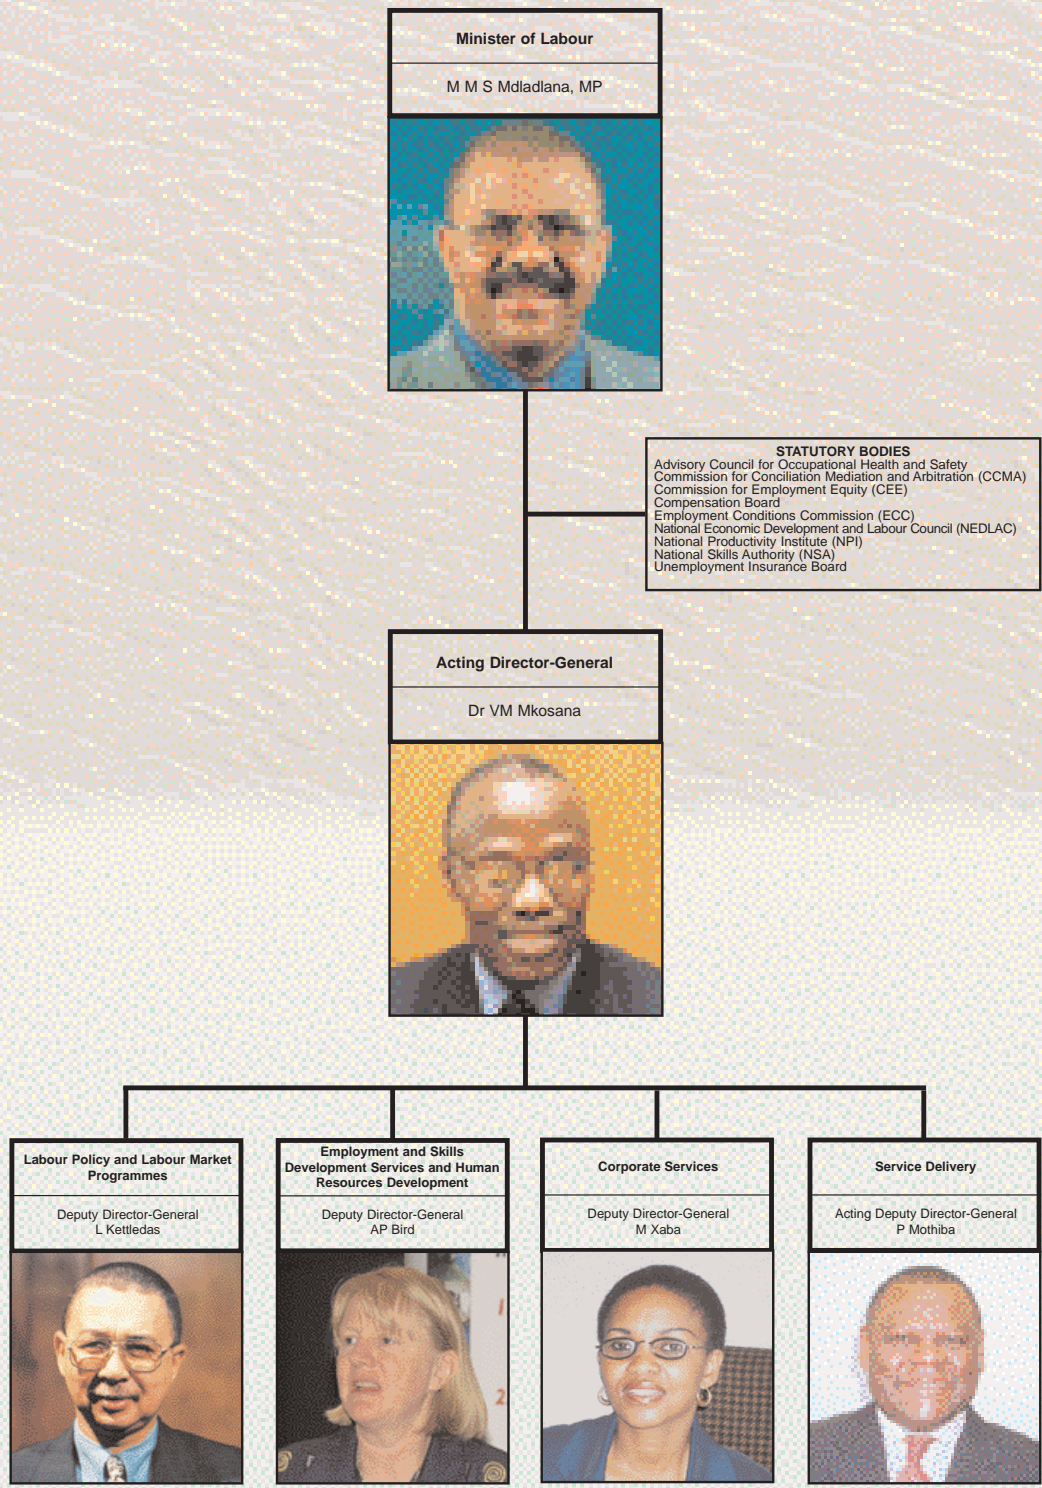 Minister of Labour
M M S Mdladlana, MP
STATUTORY BODIES
Advisory Council for Occupational Health and Safety
Commission for Conciliation Mediation and Arbitration (CCMA)
Commission for Employment Equity (CEE)
Compensation Board
Employment Conditions Commission (ECC)
National Economic Development and Labour Council (NEDLAC)
National Productivity Institute (NPI)
National Skills Authority (NSA)
Unemployment Insurance Board
Acting Director-General
Dr VM Mkosana
Labour Policy and Labour Market
Programmes
Deputy Director-General
L Kettledas
Employment and Skills
Development Services and Human
Resources Development
Deputy Director-General
AP Bird
Corporate Services
Deputy Director-General
M Xaba
Service Delivery
Acting Deputy Director-General
P Mothiba